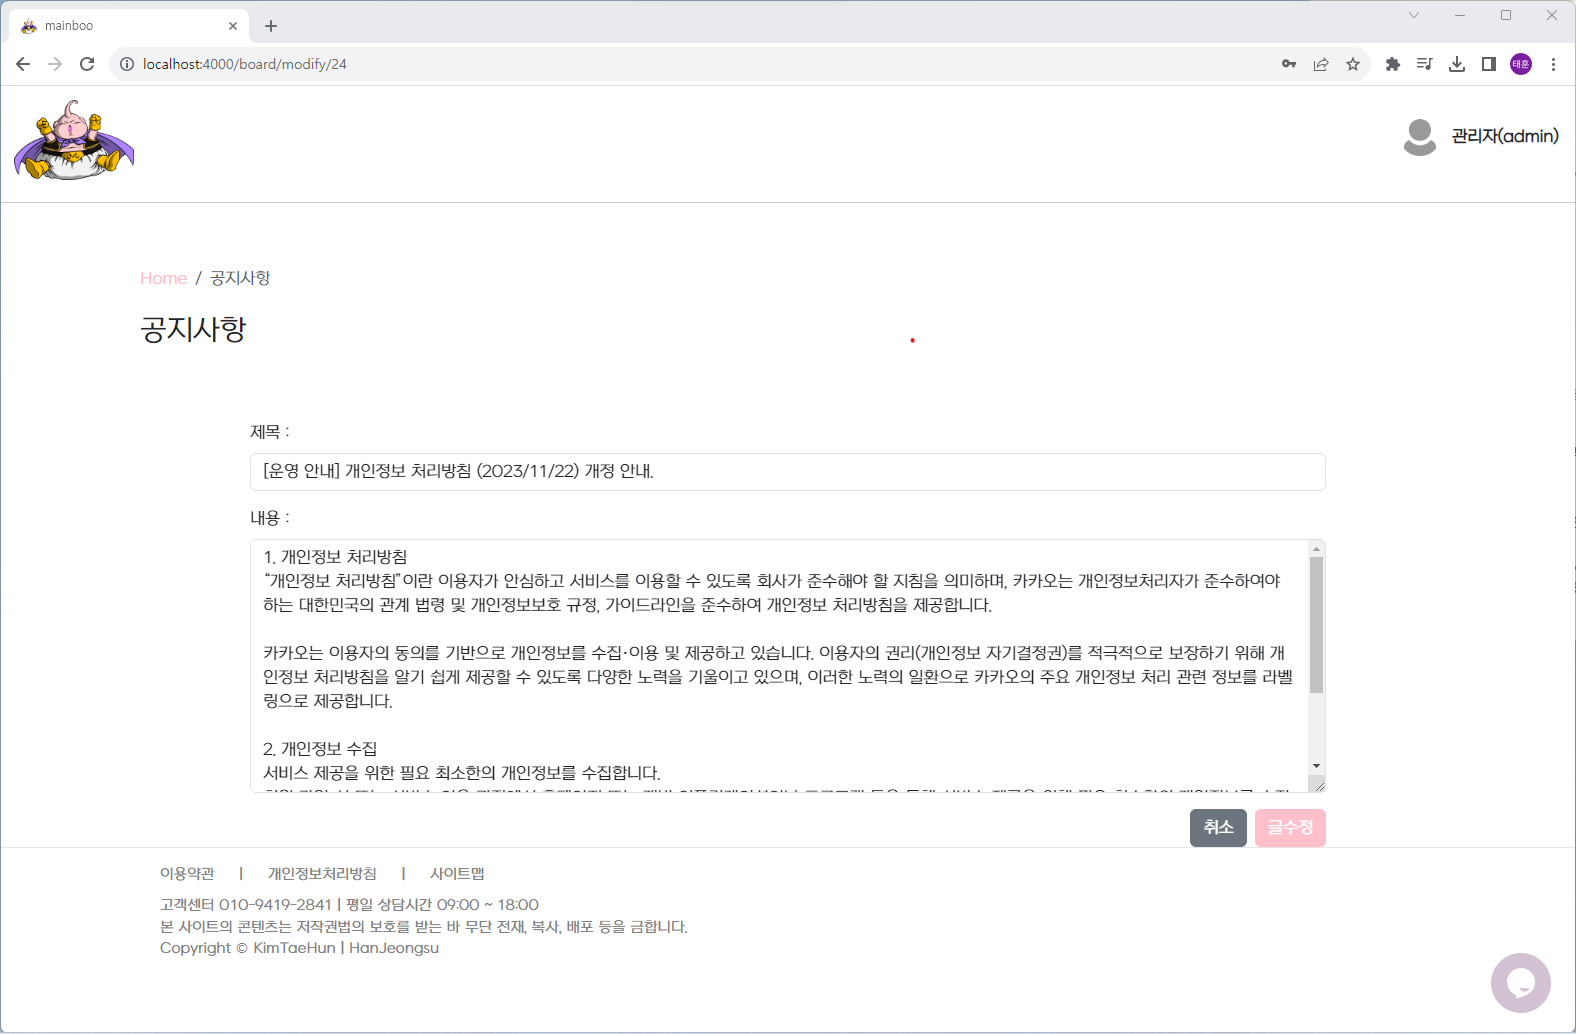 mainboo
localhost:4000/board/modify/24
태훈
관리자(admin)
Home / 공지사항
공지사항
제목 :
[운영 안내] 개인정보 처리방침 (2023/11/22) 개정 안내.
내용 :
1. 개인정보 처리방침
“개인정보 처리방침”이란 이용자가 안심하고 서비스를 이용할 수 있도록 회사가 준수해야 할 지침을 의미하며, 카카오는 개인정보처리자가 준수하여야
하는 대한민국의 관계 법령 및 개인정보보호 규정, 가이드라인을 준수하여 개인정보 처리방침을 제공합니다.
카카오는 이용자의 동의를 기반으로 개인정보를 수집·이용 및 제공하고 있습니다. 이용자의 권리(개인정보 자기결정권)를 적극적으로 보장하기 위해 개
인정보 처리방침을 알기 쉽게 제공할 수 있도록 다양한 노력을 기울이고 있으며, 이러한 노력의 일환으로 카카오의 주요 개인정보 처리 관련 정보를 라벨
링으로 제공합니다.
2. 개인정보 수집
서비스 제공을 위한 필요 최소한의 개인정보를 수집합니다.
취소 글수정
이용약관 | 개인정보처리방침 | 사이트맵
고객센터 010-9419-2841 | 평일 상담시간 09:00 ~ 18:00
본 사이트의 콘텐츠는 저작권법의 보호를 받는 바 무단 전재, 복사, 배포 등을 금합니다.
Copyright © KimTaeHun | HanJeongsu